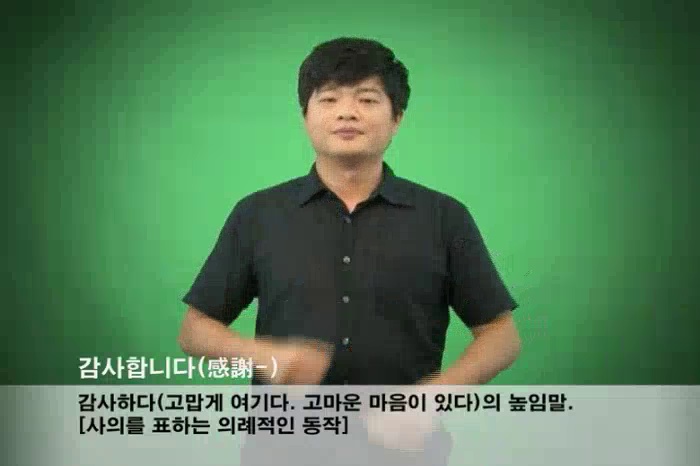 감사합니다(感謝-)
감사하다(고맙게 여기다. 고마운 마음이 있다)의 높임말.
[사의를 표하는 의례적인 동작]